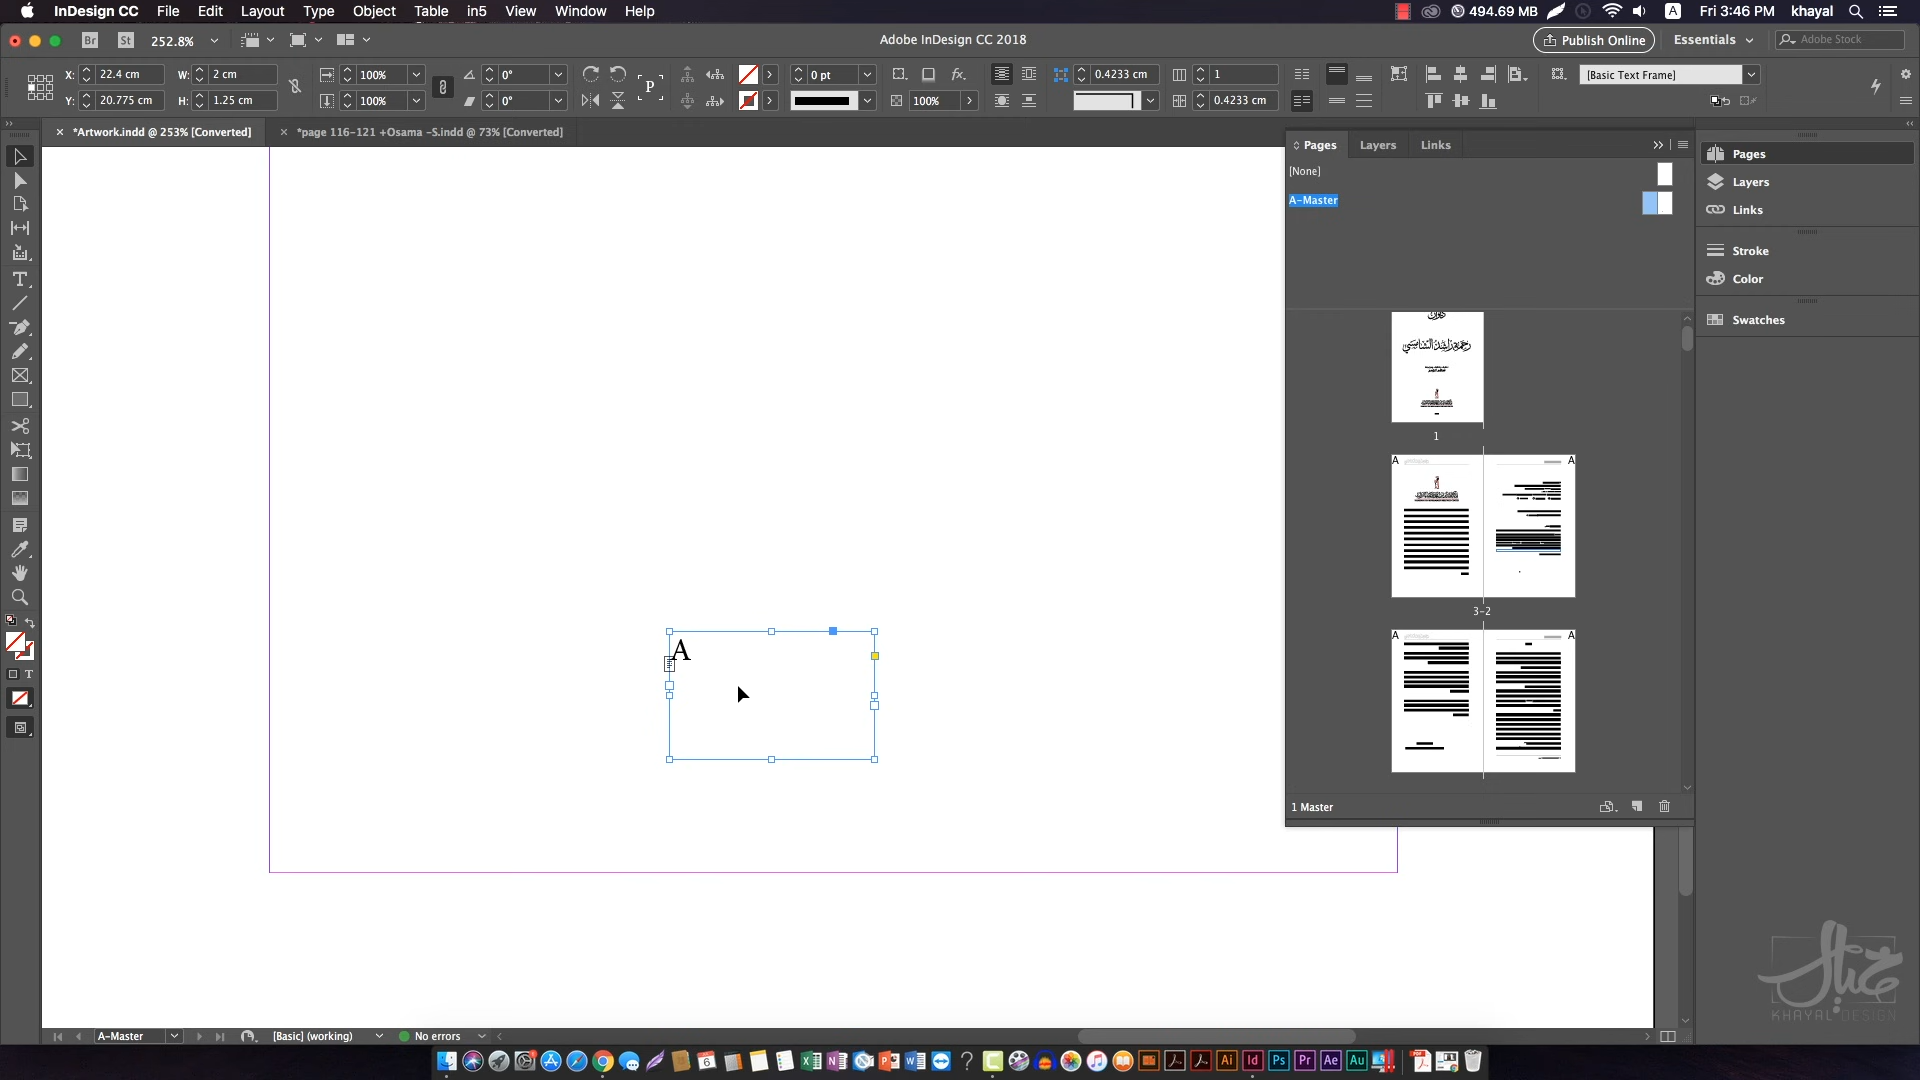 InDesign CC File Edit Layout Type Object Table in5 View Window Help 494.69 MB A Fri 3:46 PM khayal
Br St 252.8% Adobe InDesign CC 2018 Publish Online Essentials Adobe Stock
X: 22.4 cm W: 2 cm 100% 0° P 0 pt fx. 0.4233 cm 1 [Basic Text Frame]
Y: 20.775 cm H: 1.25 cm 100% 0° 100% 0.4233 cm
*Artwork.indd @ 253% [Converted] *page 116-121 +Osama -S.indd @ 73% [Converted]
Pages Layers Links
[None]
A-Master
1
A A
3-2
A A
1 Master
Pages
Layers
Links
Stroke
Color
Swatches
A
خيال
KHAYAL DESIGN
A-Master [Basic] (working) No errors